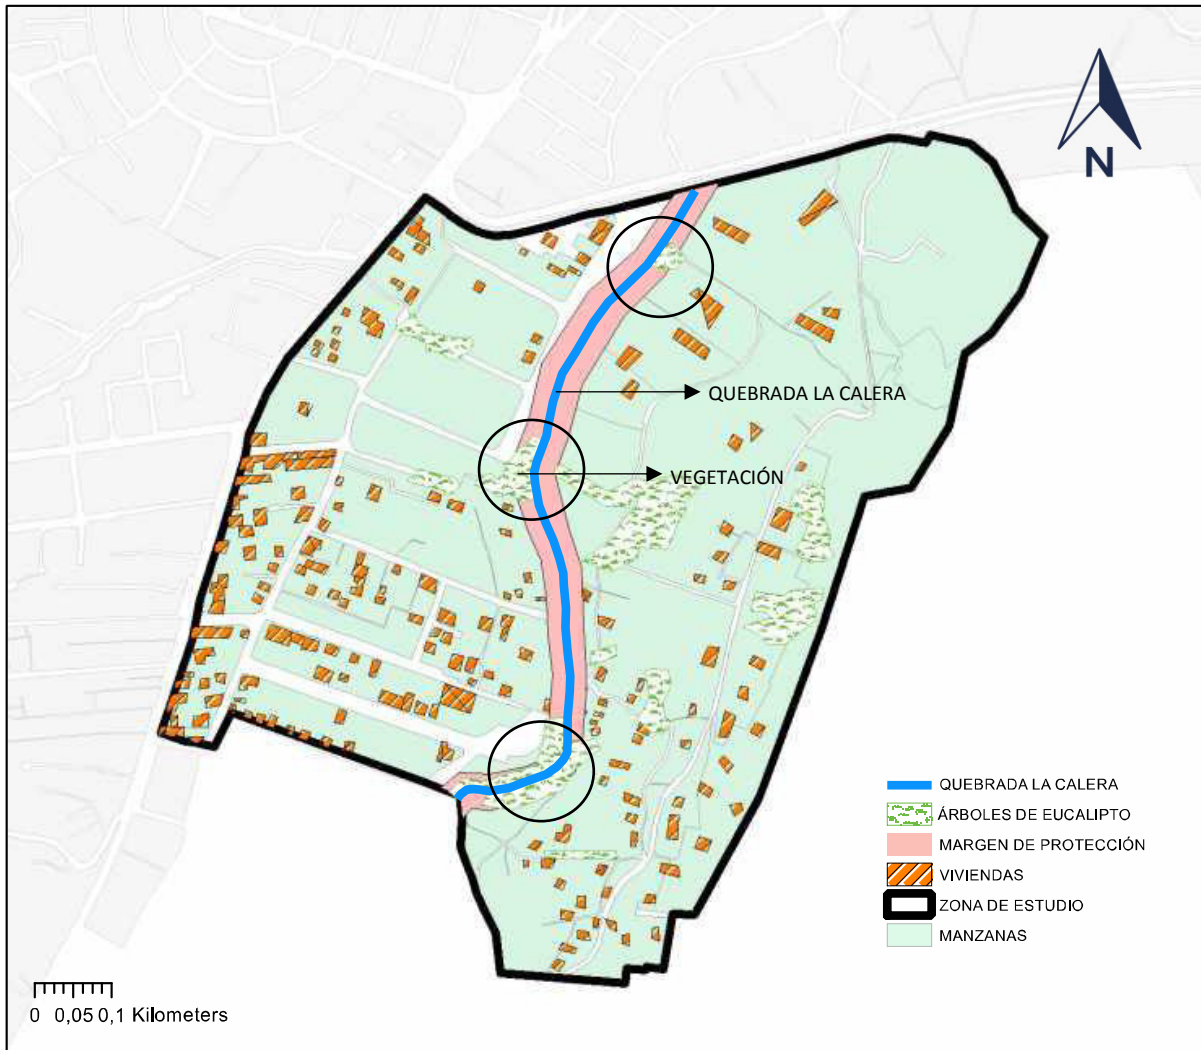 N
QUEBRADA LA CALERA
VEGETACIÓN
QUEBRADA LA CALERA
ÁRBOLES DE EUCALIPTO
MARGEN DE PROTECCIÓN
VIVIENDAS
ZONA DE ESTUDIO
MANZANAS
0 0,05 0,1 Kilometers